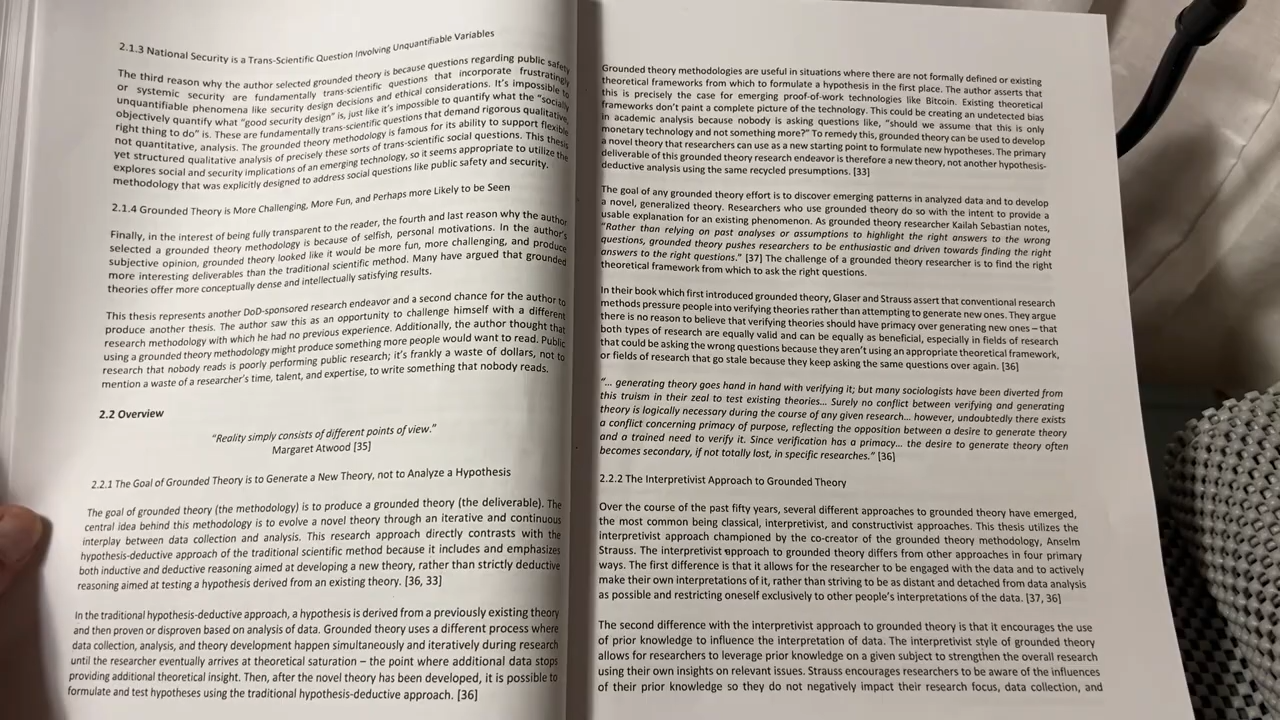 2.1.3 National Security is a Trans-Scientific Question Involving Unquantifiable Variables
The third reason why the author selected grounded theory is because questions regarding public safety
or systemic security are fundamentally trans-scientific questions that incorporate frustratingly
unquantifiable phenomena like security design decisions and ethical considerations. It's impossible to
objectively quantify what "good security design" is, just like it's impossible to quantify what the "socially
right thing to do" is. These are fundamentally trans-scientific questions that demand rigorous qualitative,
not quantitative, analysis. The grounded theory methodology is famous for its ability to support flexible
yet structured qualitative analysis of precisely these sorts of trans-scientific social questions. This thesis
explores social and security implications of an emerging technology, so it seems appropriate to utilize the
methodology that was explicitly designed to address social questions like public safety and security.
2.1.4 Grounded Theory is More Challenging, More Fun, and Perhaps more Likely to be Seen
Finally, in the interest of being fully transparent to the reader, the fourth and last reason why the author
selected a grounded theory methodology is because of selfish, personal motivations. In the author's
subjective opinion, grounded theory looked like it would be more fun, more challenging, and produce
more interesting deliverables than the traditional scientific method. Many have argued that grounded
theories offer more conceptually dense and intellectually satisfying results.
This thesis represents another DoD-sponsored research endeavor and a second chance for the author to
produce another thesis. The author saw this as an opportunity to challenge himself with a different
research methodology with which he had no previous experience. Additionally, the author thought that
using a grounded theory methodology might produce something more people would want to read. Public
research that nobody reads is poorly performing public research; it's frankly a waste of dollars, not to
mention a waste of a researcher's time, talent, and expertise, to write something that nobody reads.
2.2 Overview
"Reality simply consists of different points of view."
Margaret Atwood [35]
2.2.1 The Goal of Grounded Theory is to Generate a New Theory, not to Analyze a Hypothesis
The goal of grounded theory (the methodology) is to produce a grounded theory (the deliverable). The
central idea behind this methodology is to evolve a novel theory through an iterative and continuous
interplay between data collection and analysis. This research approach directly contrasts with the
hypothesis-deductive approach of the traditional scientific method because it includes and emphasizes
both inductive and deductive reasoning aimed at developing a new theory, rather than strictly deductive
reasoning aimed at testing a hypothesis derived from an existing theory. [36, 33]
In the traditional hypothesis-deductive approach, a hypothesis is derived from a previously existing theory
and then proven or disproven based on analysis of data. Grounded theory uses a different process where
data collection, analysis, and theory development happen simultaneously and iteratively during research
until the researcher eventually arrives at theoretical saturation – the point where additional data stops
providing additional theoretical insight. Then, after the novel theory has been developed, it is possible to
formulate and test hypotheses using the traditional hypothesis-deductive approach. [36]
Grounded theory methodologies are useful in situations where there are not formally defined or existing
theoretical frameworks from which to formulate a hypothesis in the first place. The author asserts that
this is precisely the case for emerging proof-of-work technologies like Bitcoin. Existing theoretical
frameworks don't paint a complete picture of the technology. This could be creating an undetected bias
in academic analysis because nobody is asking questions like, "should we assume that this is only
monetary technology and not something more?" To remedy this, grounded theory can be used to develop
a novel theory that researchers can use as a new starting point to formulate new hypotheses. The primary
deliverable of this grounded theory research endeavor is therefore a new theory, not another hypothesis-
deductive analysis using the same recycled presumptions. [33]
The goal of any grounded theory effort is to discover emerging patterns in analyzed data and to develop
a novel, generalized theory. Researchers who use grounded theory do so with the intent to provide a
usable explanation for an existing phenomenon. As grounded theory researcher Kailah Sebastian notes,
"Rather than relying on past analyses or assumptions to highlight the right answers to the wrong
questions, grounded theory pushes researchers to be enthusiastic and driven towards finding the right
answers to the right questions." [37] The challenge of a grounded theory researcher is to find the right
theoretical framework from which to ask the right questions.
In their book which first introduced grounded theory, Glaser and Strauss assert that conventional research
methods pressure people into verifying theories rather than attempting to generate new ones. They argue
there is no reason to believe that verifying theories should have primacy over generating new ones – that
both types of research are equally valid and can be equally as beneficial, especially in fields of research
that could be asking the wrong questions because they aren't using an appropriate theoretical framework,
or fields of research that go stale because they keep asking the same questions over again. [36]
"... generating theory goes hand in hand with verifying it; but many sociologists have been diverted from
this truism in their zeal to test existing theories... Surely no conflict between verifying and generating
theory is logically necessary during the course of any given research... however, undoubtedly there exists
a conflict concerning primacy of purpose, reflecting the opposition between a desire to generate theory
and a trained need to verify it. Since verification has a primacy... the desire to generate theory often
becomes secondary, if not totally lost, in specific researches." [36]
2.2.2 The Interpretivist Approach to Grounded Theory
Over the course of the past fifty years, several different approaches to grounded theory have emerged,
the most common being classical, interpretivist, and constructivist approaches. This thesis utilizes the
interpretivist approach championed by the co-creator of the grounded theory methodology, Anselm
Strauss. The interpretivist approach to grounded theory differs from other approaches in four primary
ways. The first difference is that it allows for the researcher to be engaged with the data and to actively
make their own interpretations of it, rather than striving to be as distant and detached from data analysis
as possible and restricting oneself exclusively to other people's interpretations of the data. [37, 36]
The second difference with the interpretivist approach to grounded theory is that it encourages the use
of prior knowledge to influence the interpretation of data. The interpretivist style of grounded theory
allows for researchers to leverage prior knowledge on a given subject to strengthen the overall research
using their own insights on relevant issues. Strauss encourages researchers to be aware of the influences
of their prior knowledge so they do not negatively impact their research focus, data collection, and